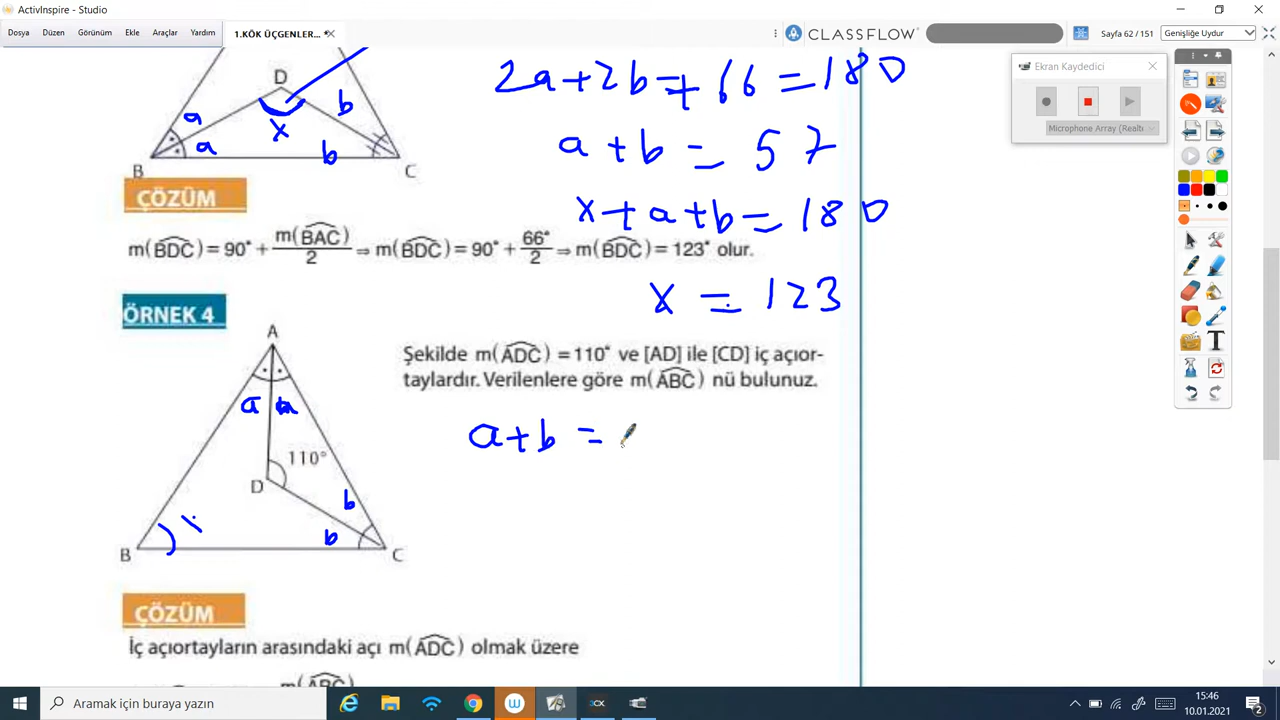 ActivInspire - Studio
Dosya Düzen Görünüm Ekle Araçlar Yardım
1.KÖK ÜÇGENLER...
CLASSFLOW
Sayfa 62 / 151
Genişliğe Uydur
Ekran Kaydedici
Microphone Array (Realt
D
a
a
x
b
b
B
C
2a+2b+66=180
a+b=57
x+a+b=180
x=123
ÇÖZÜM
m(BDC) = 90° + m(BAC)/2 ⇒ m(BDC) = 90° + 66°/2 ⇒ m(BDC) = 123° olur.
ÖRNEK 4
A
Şekilde m(ADC) = 110° ve [AD] ile [CD] iç açıor-
taylardır. Verilenlere göre m(ABC) nü bulunuz.
a a
a+b =
110°
D
b
b
B
C
ÇÖZÜM
İç açıortayların arasındaki açı m(ADC) olmak üzere
Aramak için buraya yazın
15:46
10.01.2021
2